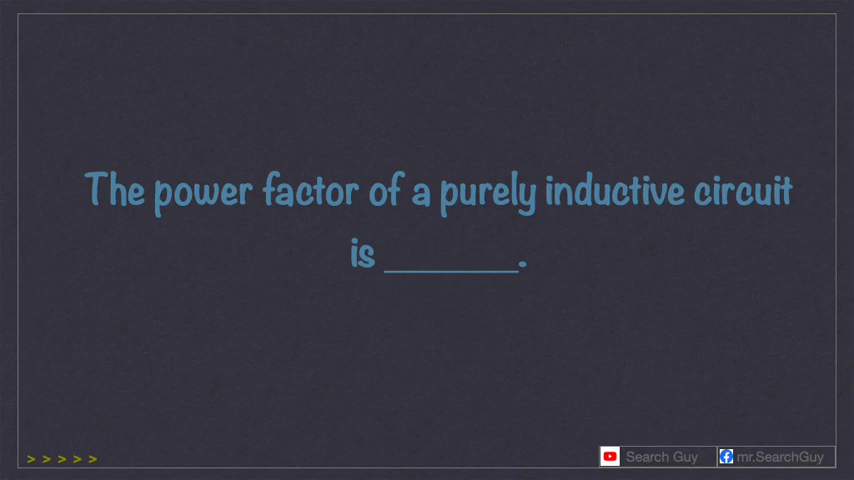 The power factor of a purely inductive circuit
is ________.
> > > > >
Search Guy
mr.SearchGuy